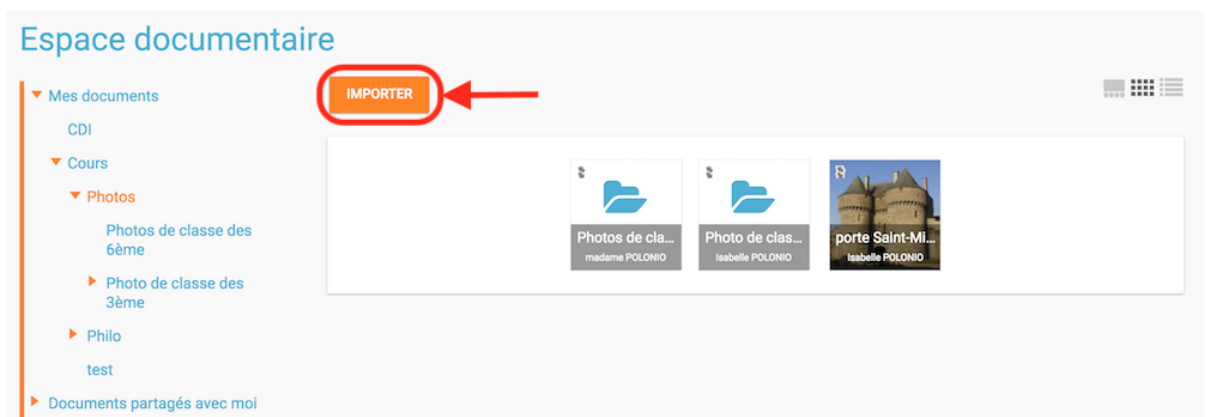 Espace documentaire
Mes documents
CDI
Cours
Photos
Photos de classe des
6ème
Photo de classe des
3ème
Philo
test
Documents partagés avec moi
IMPORTER
Photos de cla...
madame POLONIO
Photo de clas...
Isabelle POLONIO
porte Saint-Mi...
Isabelle POLONIO